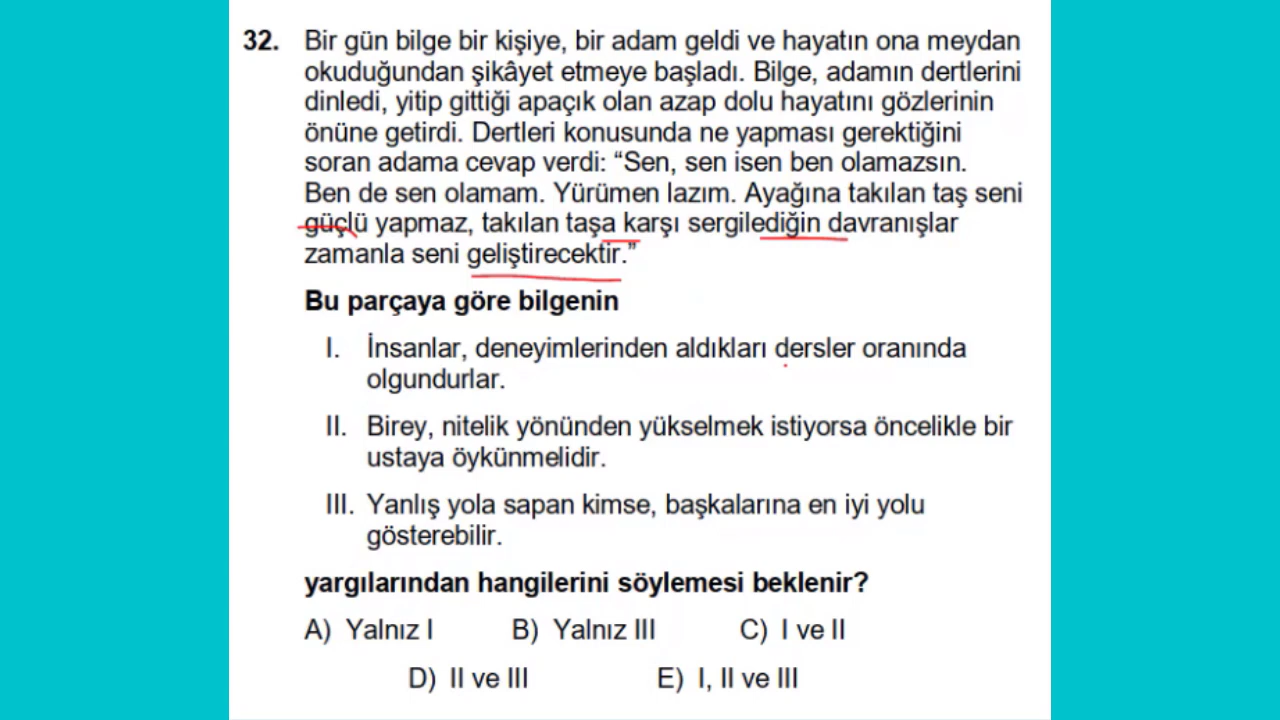 32. Bir gün bilge bir kişiye, bir adam geldi ve hayatın ona meydan
okuduğundan şikâyet etmeye başladı. Bilge, adamın dertlerini
dinledi, yitip gittiği apaçık olan azap dolu hayatını gözlerinin
önüne getirdi. Dertleri konusunda ne yapması gerektiğini
soran adama cevap verdi: “Sen, sen isen ben olamazsın.
Ben de sen olamam. Yürümen lazım. Ayağına takılan taş seni
güçlü yapmaz, takılan taşa karşı sergilediğin davranışlar
zamanla seni geliştirecektir.”
Bu parçaya göre bilgenin
I. İnsanlar, deneyimlerinden aldıkları dersler oranında
olgundurlar.
II. Birey, nitelik yönünden yükselmek istiyorsa öncelikle bir
ustaya öykünmelidir.
III. Yanlış yola sapan kimse, başkalarına en iyi yolu
gösterebilir.
yargılarından hangilerini söylemesi beklenir?
A) Yalnız I B) Yalnız III C) I ve II
D) II ve III E) I, II ve III